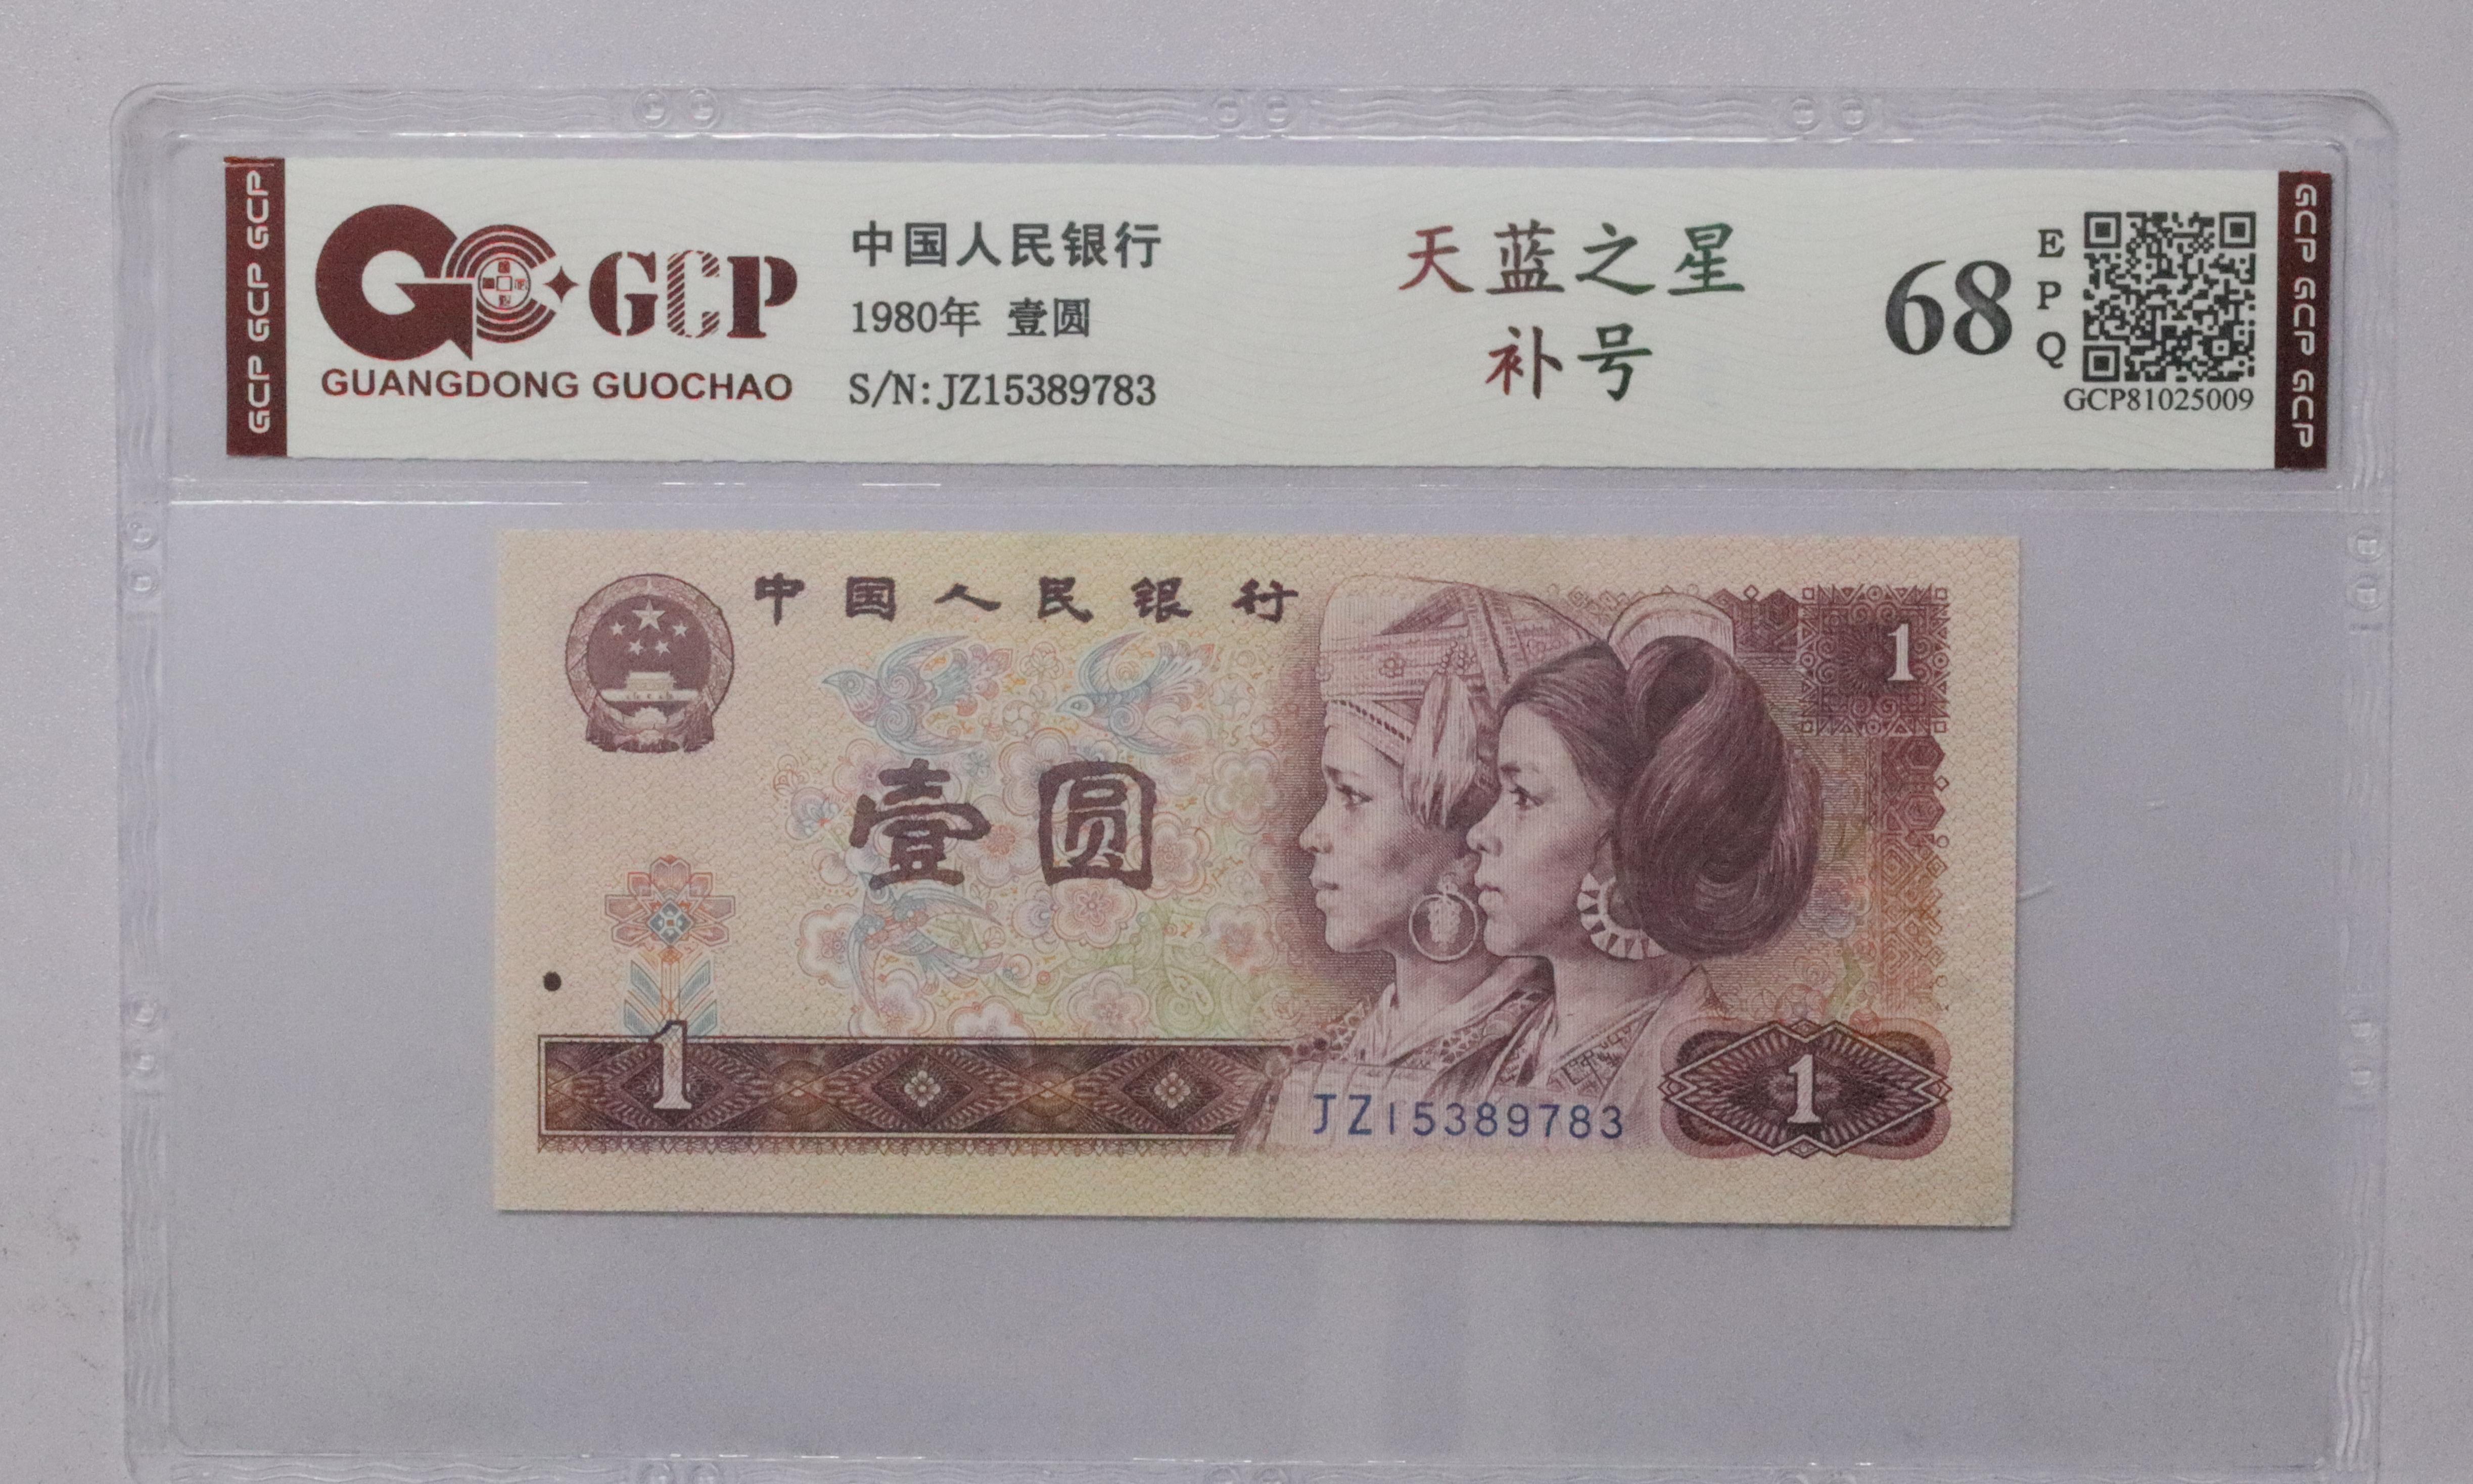 GCP GCP GCP
GCP
GUANGDONG GUOCHAO
中国人民银行
1980年 壹圆
S/N:JZ15389783
天蓝之星
补号
68
EPQ
GCP81025009
GCP GCP GCP
中国人民银行
1
壹圆
1
JZ15389783
1